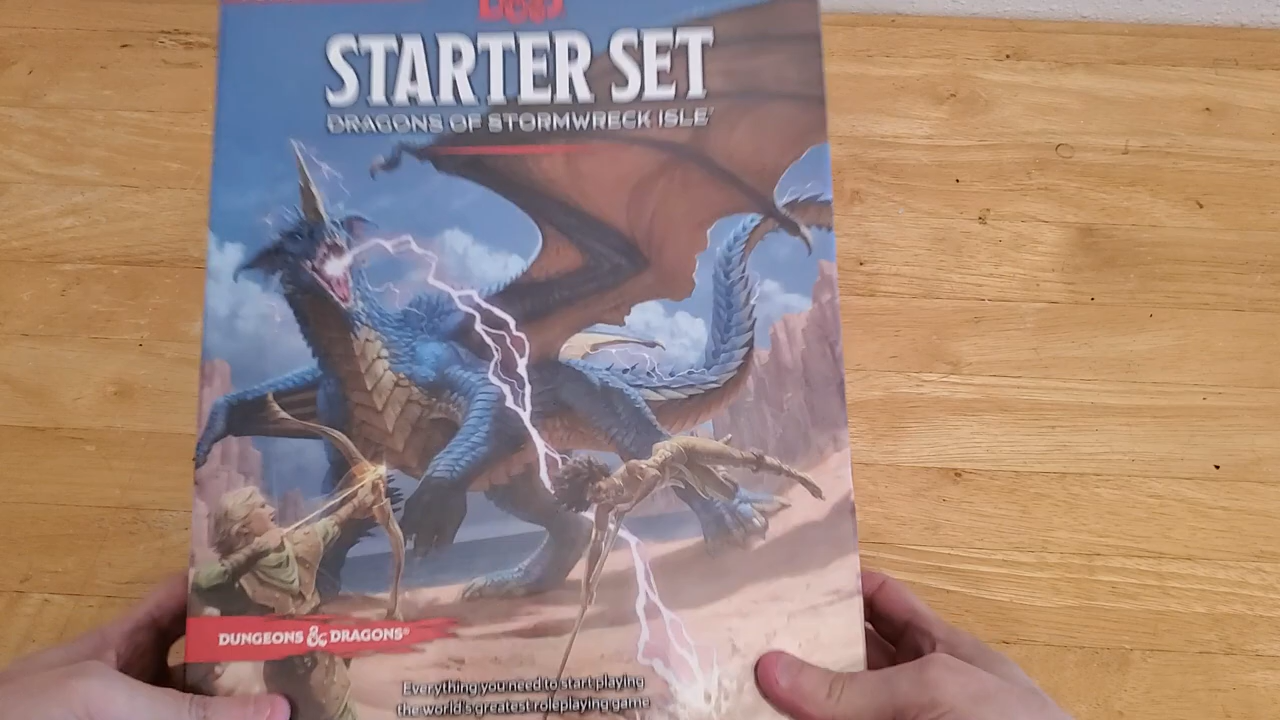 STARTER SET
DRAGONS OF STORMWRECK ISLE
DUNGEONS & DRAGONS®
Everything you need to start playing
the world's greatest roleplaying game